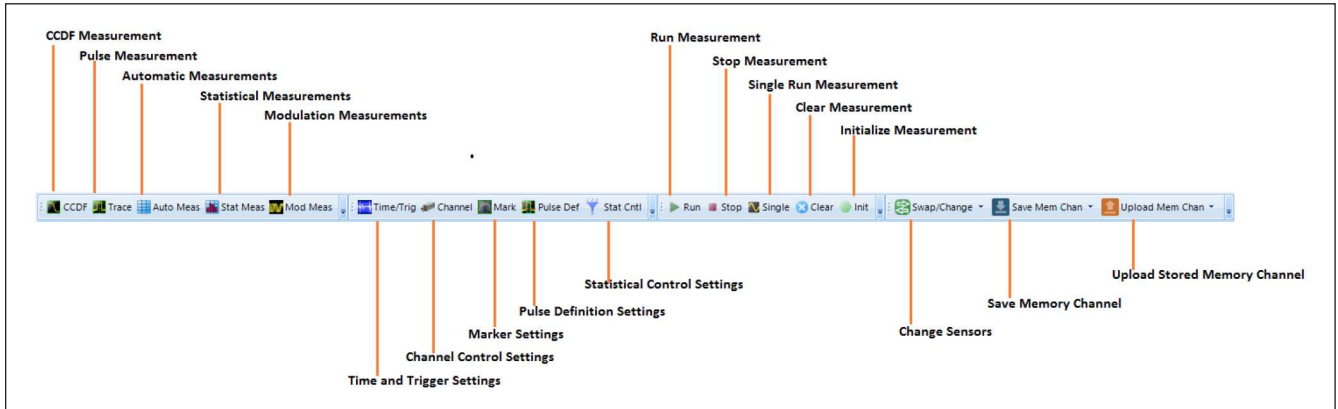 CCDF Measurement
Pulse Measurement
Automatic Measurements
Statistical Measurements
Modulation Measurements
Run Measurement
Stop Measurement
Single Run Measurement
Clear Measurement
Initialize Measurement
CCDF Trace Auto Meas Stat Meas Mod Meas Time/Trig Channel Mark Pulse Def Stat Cntl Run Stop Single Clear Init Swap/Change Save Mem Chan Upload Mem Chan
Upload Stored Memory Channel
Statistical Control Settings
Save Memory Channel
Pulse Definition Settings
Change Sensors
Marker Settings
Channel Control Settings
Time and Trigger Settings